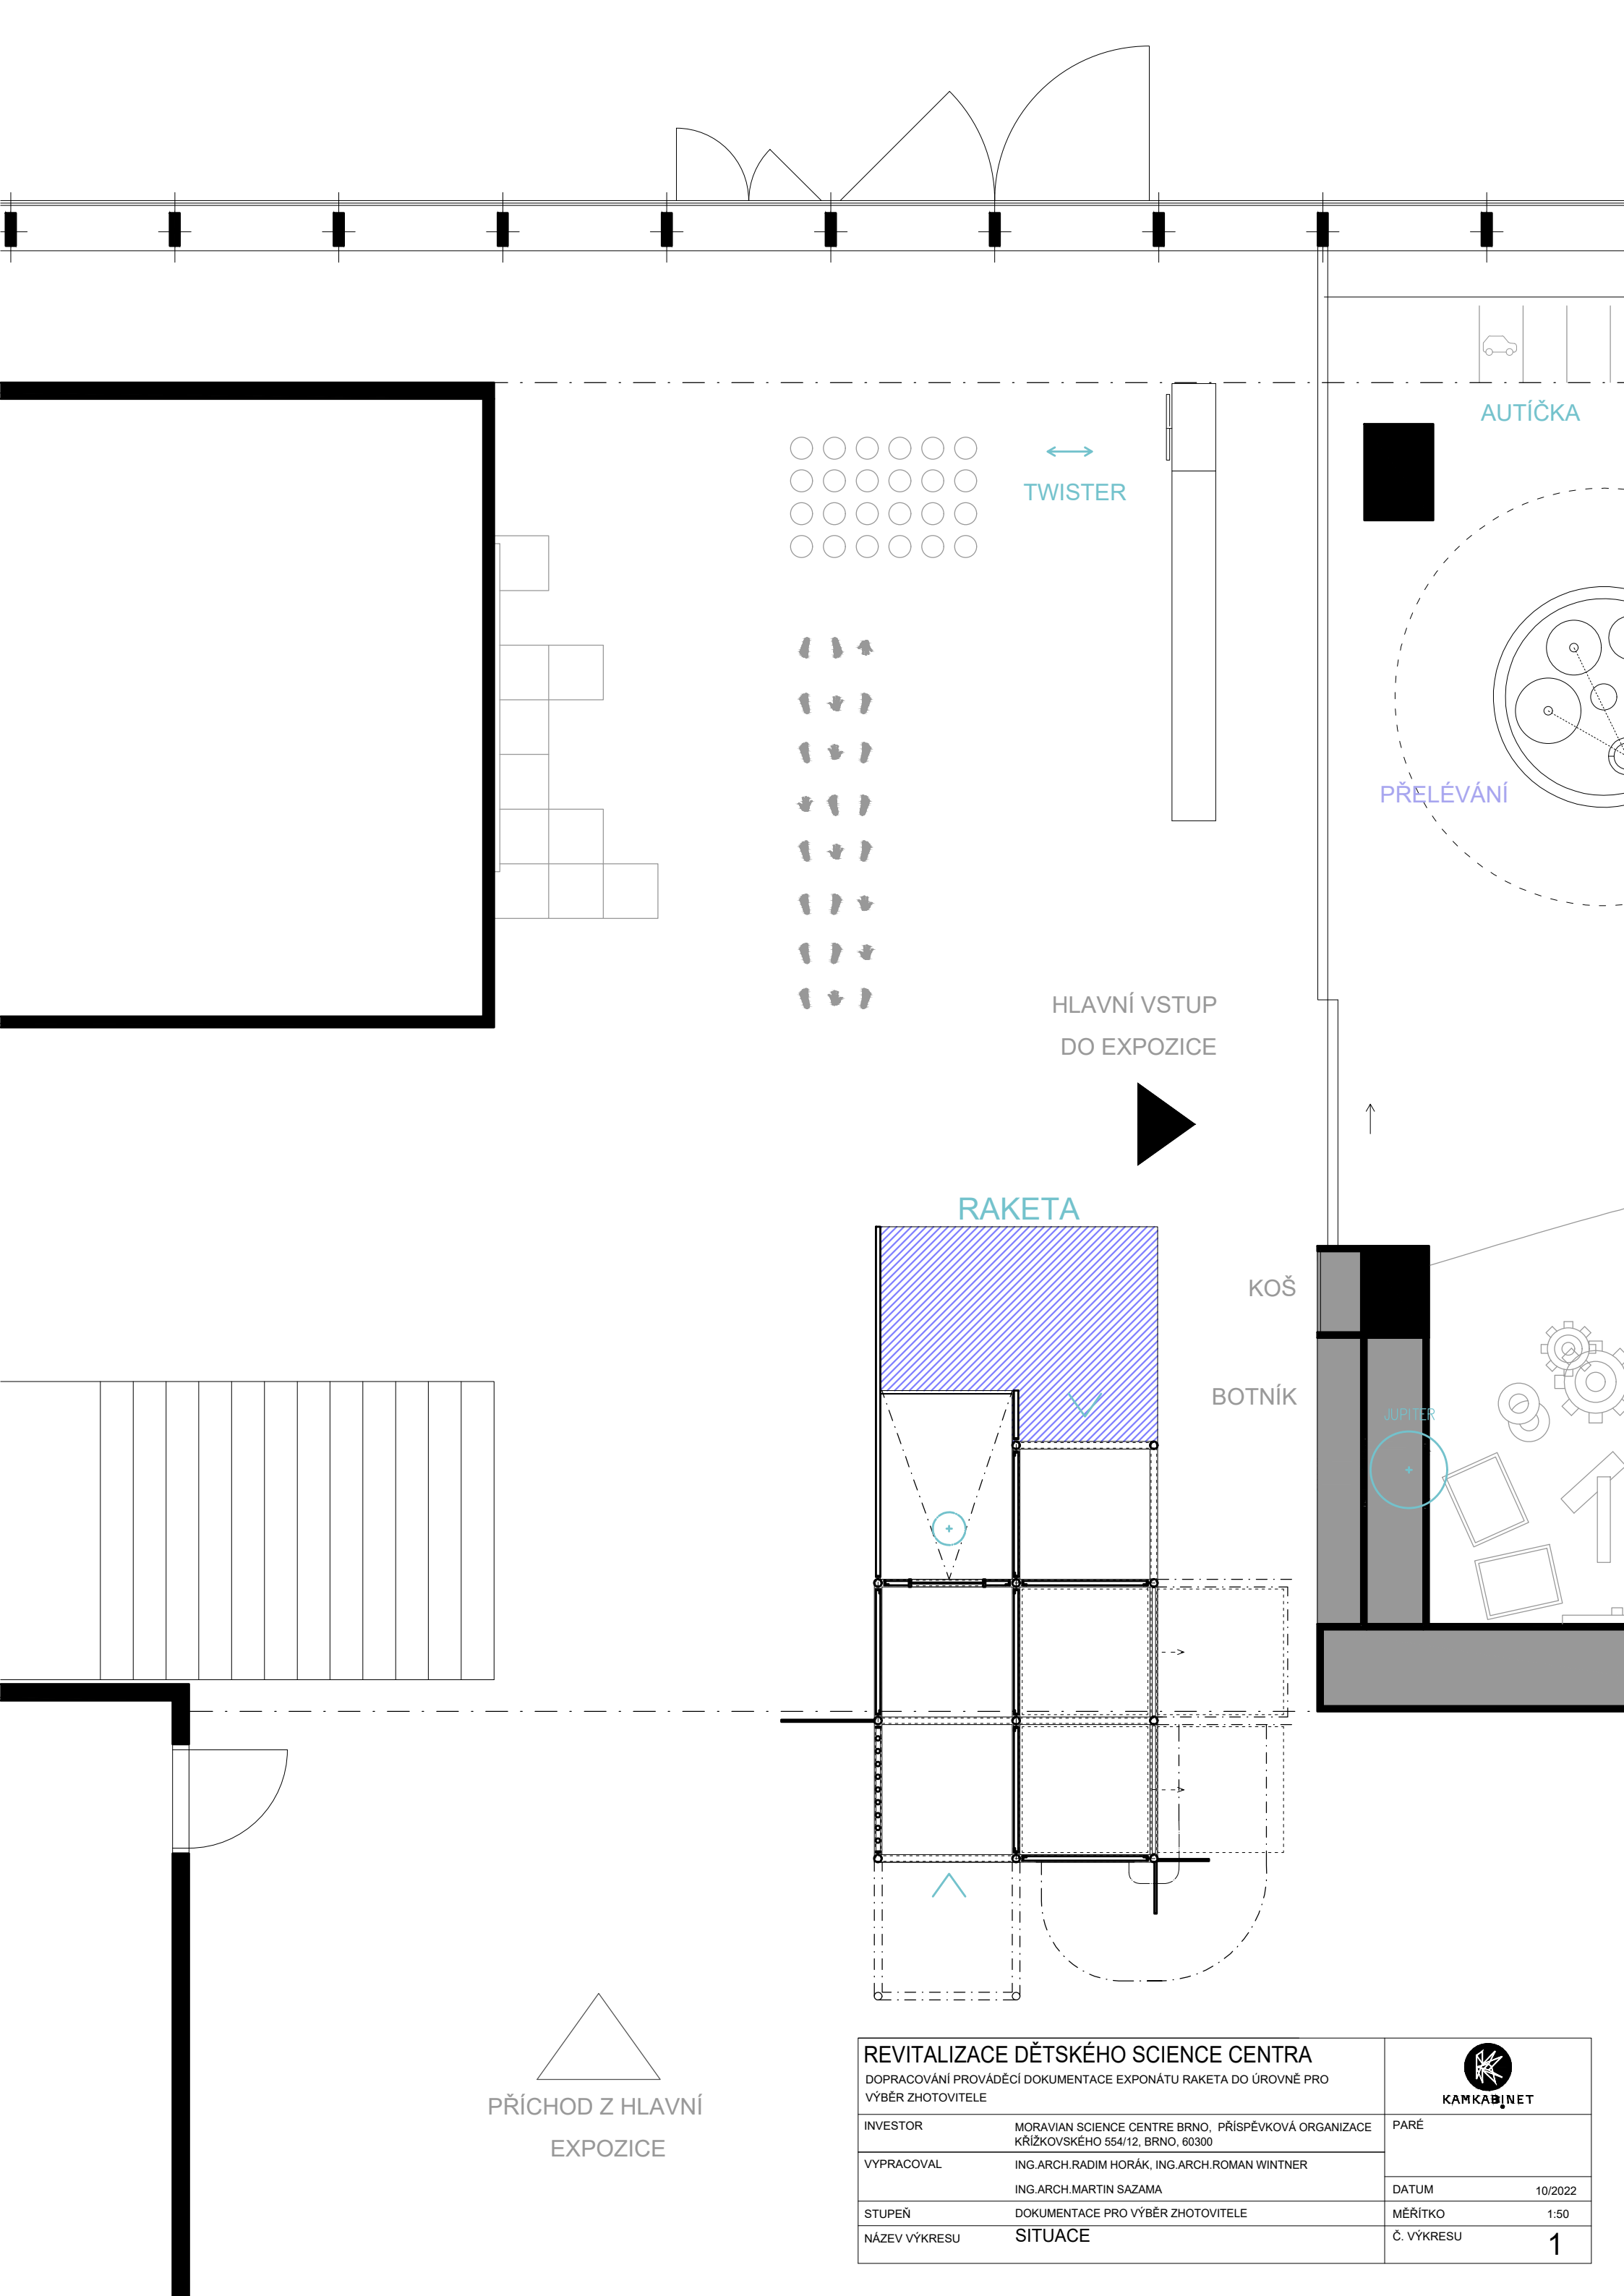 AUTÍČKA
TWISTER
PŘELÉVÁNÍ
HLAVNÍ VSTUP
DO EXPOZICE
RAKETA
KOŠ
BOTNÍK
JUPITER
PŘÍCHOD Z HLAVNÍ
EXPOZICE
REVITALIZACE DĚTSKÉHO SCIENCE CENTRA
DOPRACOVÁNÍ PROVÁDĚCÍ DOKUMENTACE EXPONÁTU RAKETA DO ÚROVNĚ PRO
VÝBĚR ZHOTOVITELE
KAMKABINET
INVESTOR
MORAVIAN SCIENCE CENTRE BRNO, PŘÍSPĚVKOVÁ ORGANIZACE
KŘÍŽKOVSKÉHO 554/12, BRNO, 60300
PARÉ
VYPRACOVAL
ING.ARCH.RADIM HORÁK, ING.ARCH.ROMAN WINTNER
ING.ARCH.MARTIN SAZAMA
DATUM 10/2022
STUPEŇ DOKUMENTACE PRO VÝBĚR ZHOTOVITELE
MĚŘÍTKO 1:50
NÁZEV VÝKRESU SITUACE
Č. VÝKRESU 1